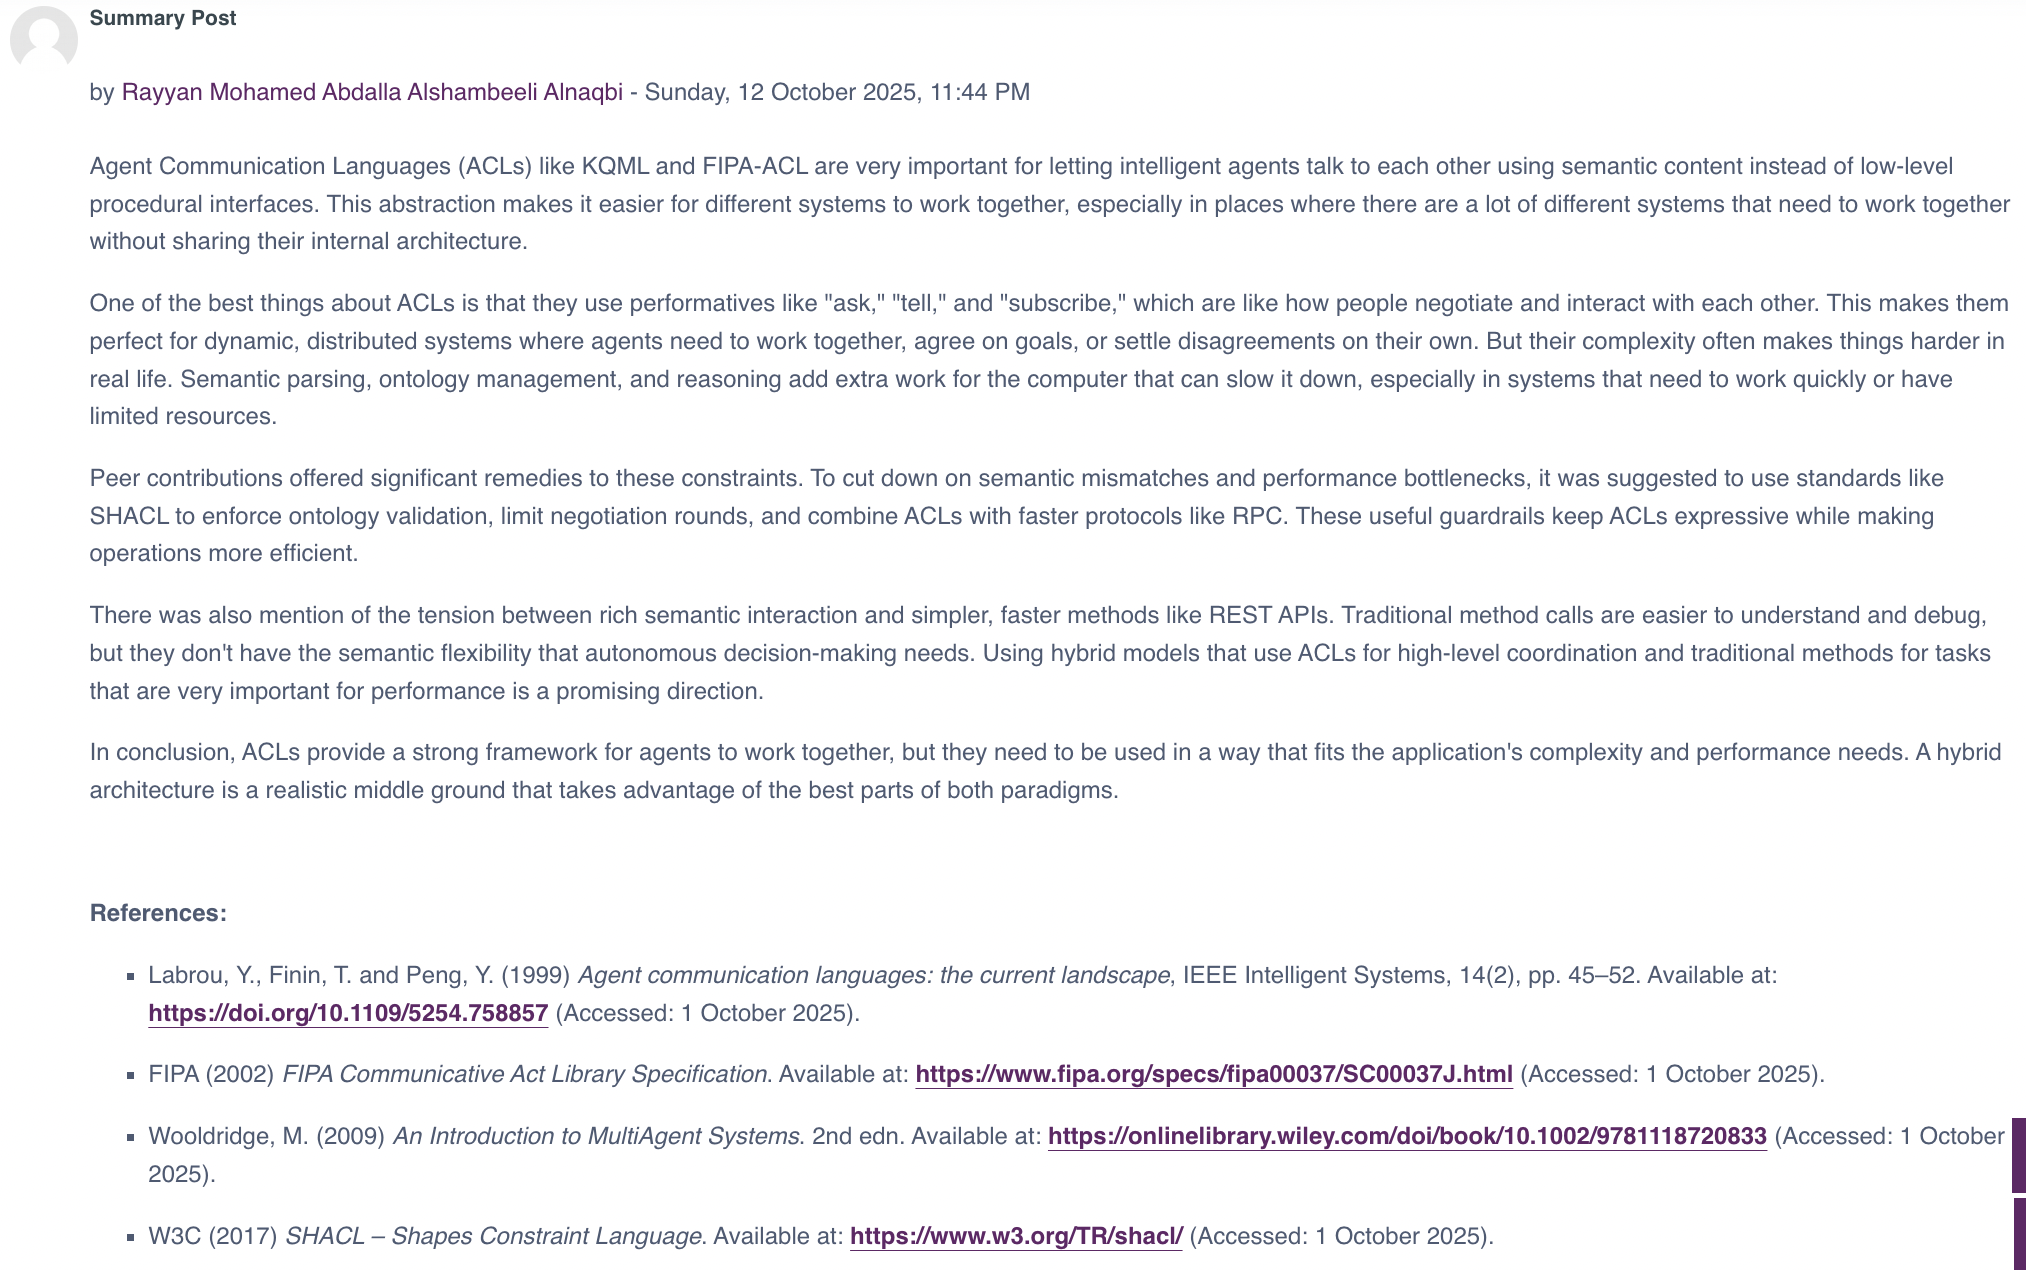 Summary Post
by Rayyan Mohamed Abdalla Alshambeeli Alnaqbi - Sunday, 12 October 2025, 11:44 PM
Agent Communication Languages (ACLs) like KQML and FIPA-ACL are very important for letting intelligent agents talk to each other using semantic content instead of low-level
procedural interfaces. This abstraction makes it easier for different systems to work together, especially in places where there are a lot of different systems that need to work together
without sharing their internal architecture.
One of the best things about ACLs is that they use performatives like "ask," "tell," and "subscribe," which are like how people negotiate and interact with each other. This makes them
perfect for dynamic, distributed systems where agents need to work together, agree on goals, or settle disagreements on their own. But their complexity often makes things harder in
real life. Semantic parsing, ontology management, and reasoning add extra work for the computer that can slow it down, especially in systems that need to work quickly or have
limited resources.
Peer contributions offered significant remedies to these constraints. To cut down on semantic mismatches and performance bottlenecks, it was suggested to use standards like
SHACL to enforce ontology validation, limit negotiation rounds, and combine ACLs with faster protocols like RPC. These useful guardrails keep ACLs expressive while making
operations more efficient.
There was also mention of the tension between rich semantic interaction and simpler, faster methods like REST APIs. Traditional method calls are easier to understand and debug,
but they don't have the semantic flexibility that autonomous decision-making needs. Using hybrid models that use ACLs for high-level coordination and traditional methods for tasks
that are very important for performance is a promising direction.
In conclusion, ACLs provide a strong framework for agents to work together, but they need to be used in a way that fits the application's complexity and performance needs. A hybrid
architecture is a realistic middle ground that takes advantage of the best parts of both paradigms.
References:
▪ Labrou, Y., Finin, T. and Peng, Y. (1999) Agent communication languages: the current landscape, IEEE Intelligent Systems, 14(2), pp. 45–52. Available at:
https://doi.org/10.1109/5254.758857 (Accessed: 1 October 2025).
▪ FIPA (2002) FIPA Communicative Act Library Specification. Available at: https://www.fipa.org/specs/fipa00037/SC00037J.html (Accessed: 1 October 2025).
▪ Wooldridge, M. (2009) An Introduction to MultiAgent Systems. 2nd edn. Available at: https://onlinelibrary.wiley.com/doi/book/10.1002/9781118720833 (Accessed: 1 October
2025).
▪ W3C (2017) SHACL – Shapes Constraint Language. Available at: https://www.w3.org/TR/shacl/ (Accessed: 1 October 2025).